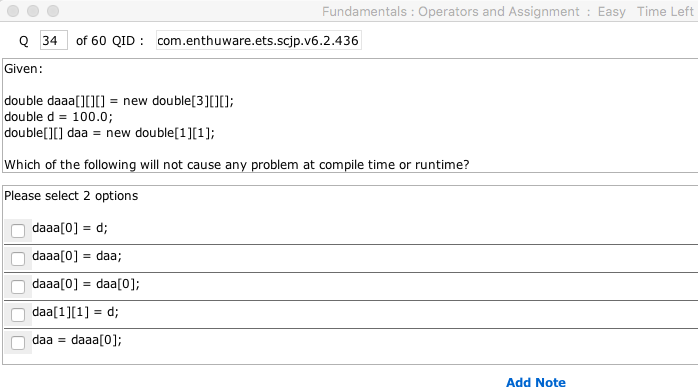 Fundamentals : Operators and Assignment : Easy Time Left
Q 34 of 60 QID : com.enthuware.ets.scjp.v6.2.436
Given:
double daaa[][][] = new double[3][][];
double d = 100.0;
double[][] daa = new double[1][1];
Which of the following will not cause any problem at compile time or runtime?
Please select 2 options
daaa[0] = d;
daaa[0] = daa;
daaa[0] = daa[0];
daa[1][1] = d;
daa = daaa[0];
Add Note